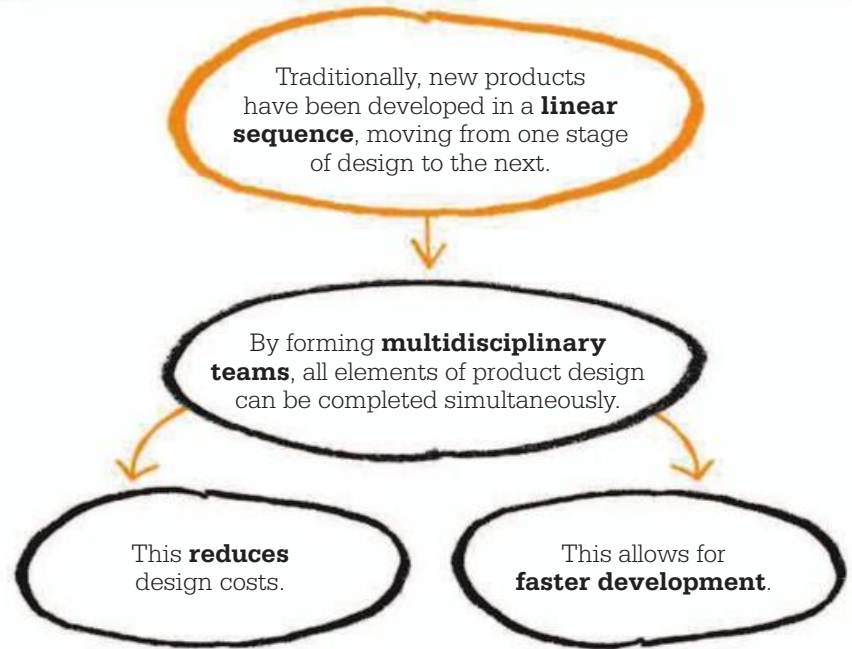 Traditionally, new products
have been developed in a linear
sequence, moving from one stage
of design to the next.
By forming multidisciplinary
teams, all elements of product design
can be completed simultaneously.
This reduces
design costs.
This allows for
faster development.